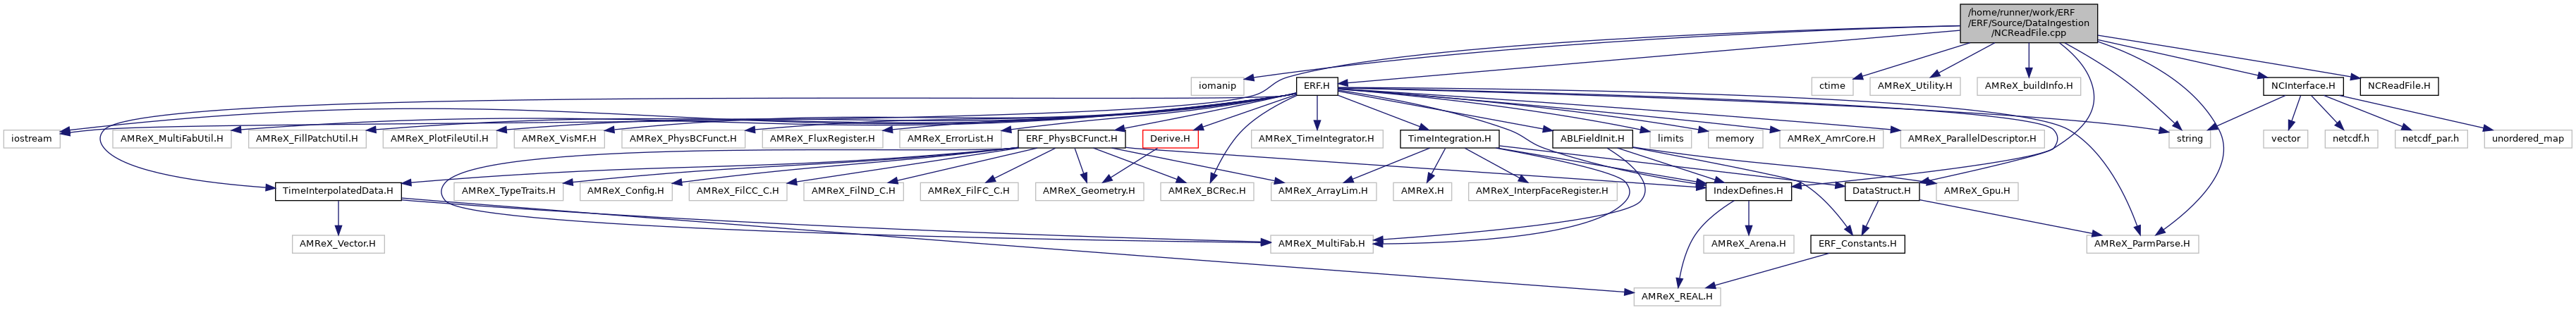 /home/runner/work/ERF
/ERF/Source/DataIngestion
/NCReadFile.cpp
iomanip
ERF.H
ctime
AMReX_Utility.H
AMReX_buildInfo.H
NCInterface.H
NCReadFile.H
iostream
AMReX_MultiFabUtil.H
AMReX_FillPatchUtil.H
AMReX_PlotFileUtil.H
AMReX_VisMF.H
AMReX_PhysBCFunct.H
AMReX_FluxRegister.H
AMReX_ErrorList.H
ERF_PhysBCFunct.H
Derive.H
AMReX_TimeIntegrator.H
TimeIntegration.H
ABLFieldInit.H
limits
memory
AMReX_AmrCore.H
AMReX_ParallelDescriptor.H
string
vector
netcdf.h
netcdf_par.h
unordered_map
TimeInterpolatedData.H
AMReX_TypeTraits.H
AMReX_Config.H
AMReX_FilCC_C.H
AMReX_FilND_C.H
AMReX_FilFC_C.H
AMReX_Geometry.H
AMReX_BCRec.H
AMReX_ArrayLim.H
AMReX.H
AMReX_InterpFaceRegister.H
IndexDefines.H
DataStruct.H
AMReX_Gpu.H
AMReX_Vector.H
AMReX_MultiFab.H
AMReX_Arena.H
ERF_Constants.H
AMReX_ParmParse.H
AMReX_REAL.H